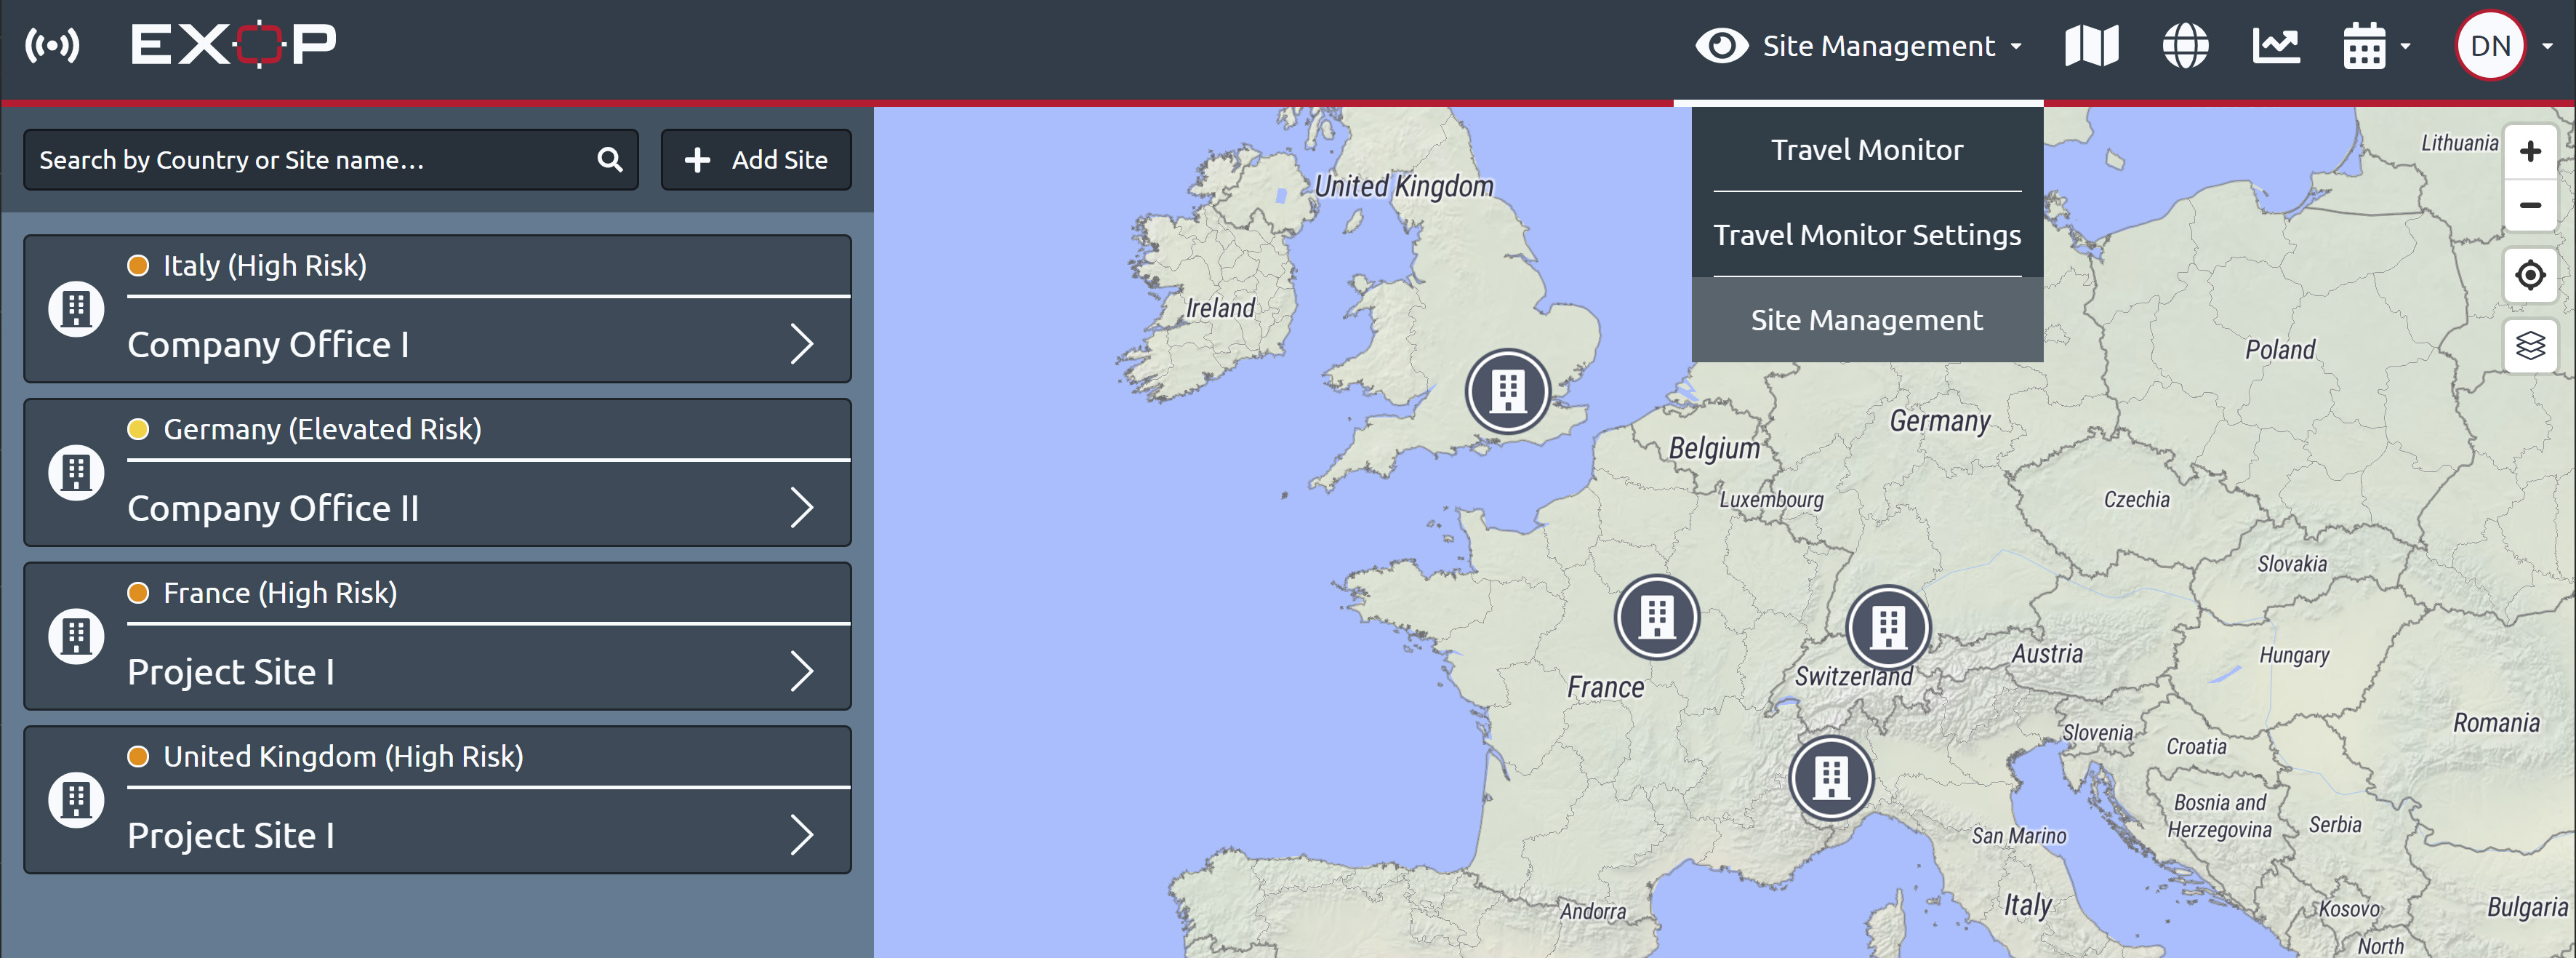 EXOP
Site Management
DN
Search by Country or Site name...
Add Site
Italy (High Risk)
Company Office I
Germany (Elevated Risk)
Company Office II
France (High Risk)
Project Site I
United Kingdom (High Risk)
Project Site I
Travel Monitor
Travel Monitor Settings
Site Management
Lithuania
United Kingdom
Ireland
Poland
Germany
Belgium
Luxembourg
Czechia
Slovakia
Austria
Hungary
Switzerland
France
Romania
Slovenia
Croatia
Bosnia and
Herzegovina
Serbia
San Marino
Italy
Andorra
Kosovo
Bulgaria
North